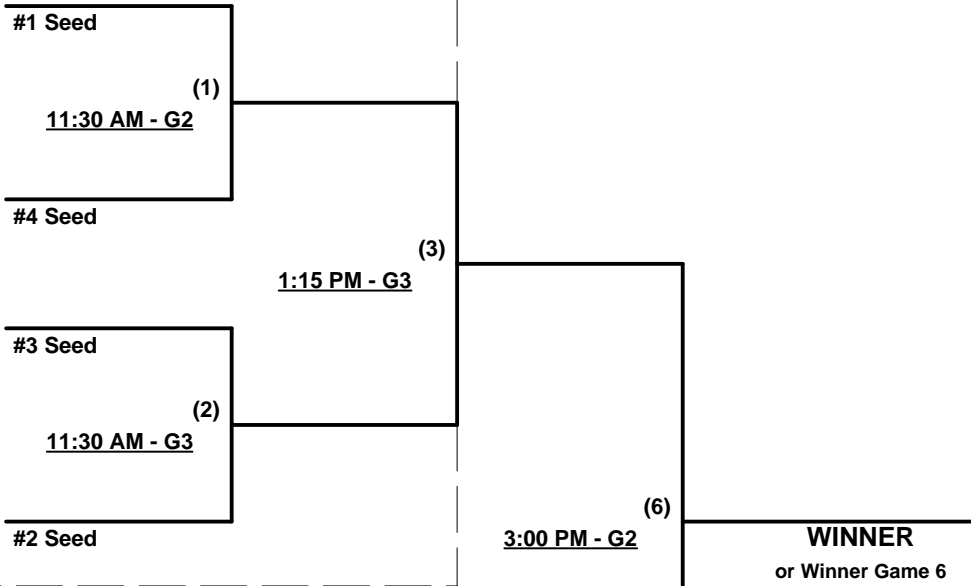 #1 Seed
(1)
11:30 AM - G2
#4 Seed
(3)
1:15 PM - G3
#3 Seed
(2)
11:30 AM - G3
#2 Seed
(6)
3:00 PM - G2
WINNER
or Winner Game 6